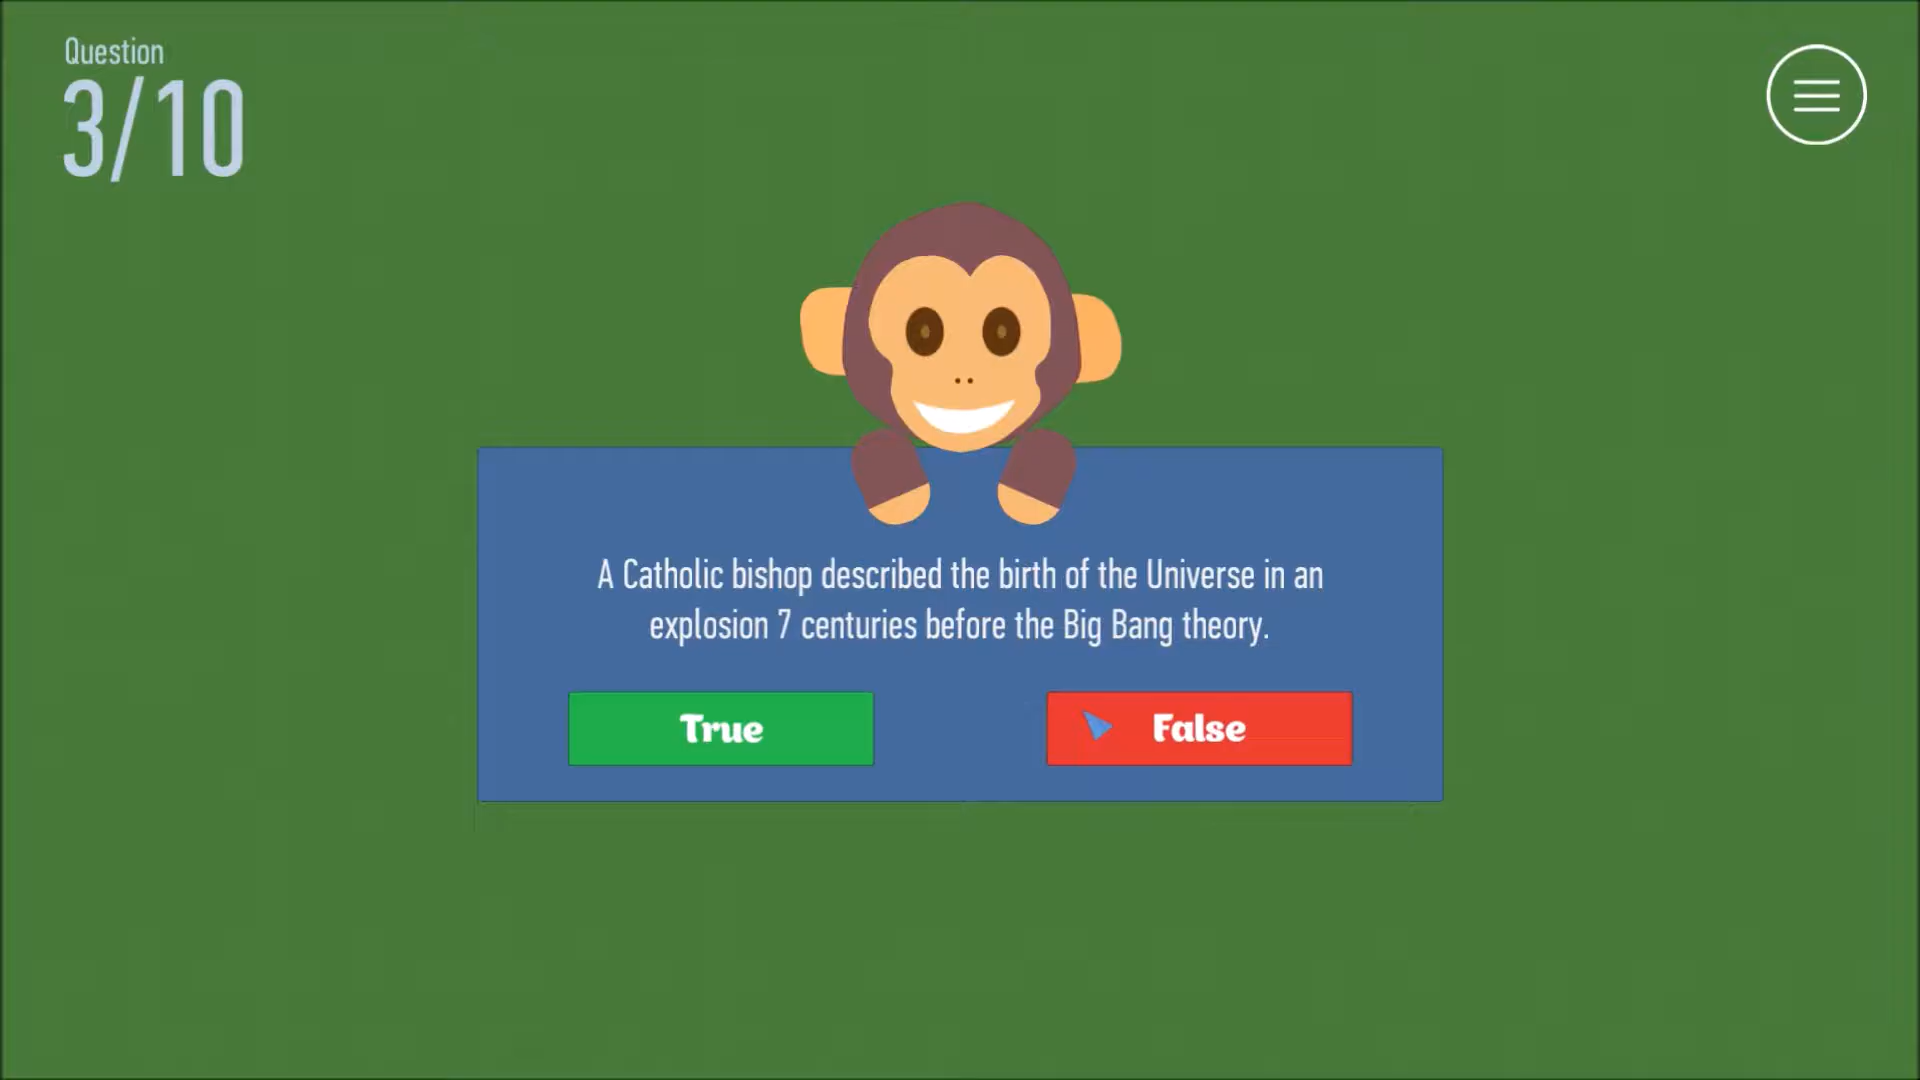 Question
3/10
A Catholic bishop described the birth of the Universe in an
explosion 7 centuries before the Big Bang theory.
True
False